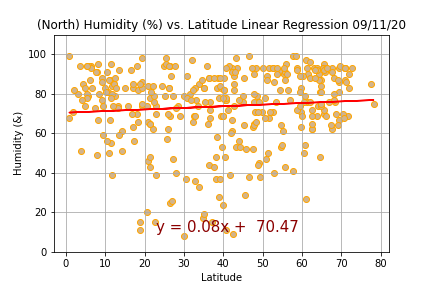 (North) Humidity (%) vs. Latitude Linear Regression 09/11/20
100
80
60
40
20
0
Humidity (&)
y = 0.08x + 70.47
0 10 20 30 40 50 60 70 80
Latitude